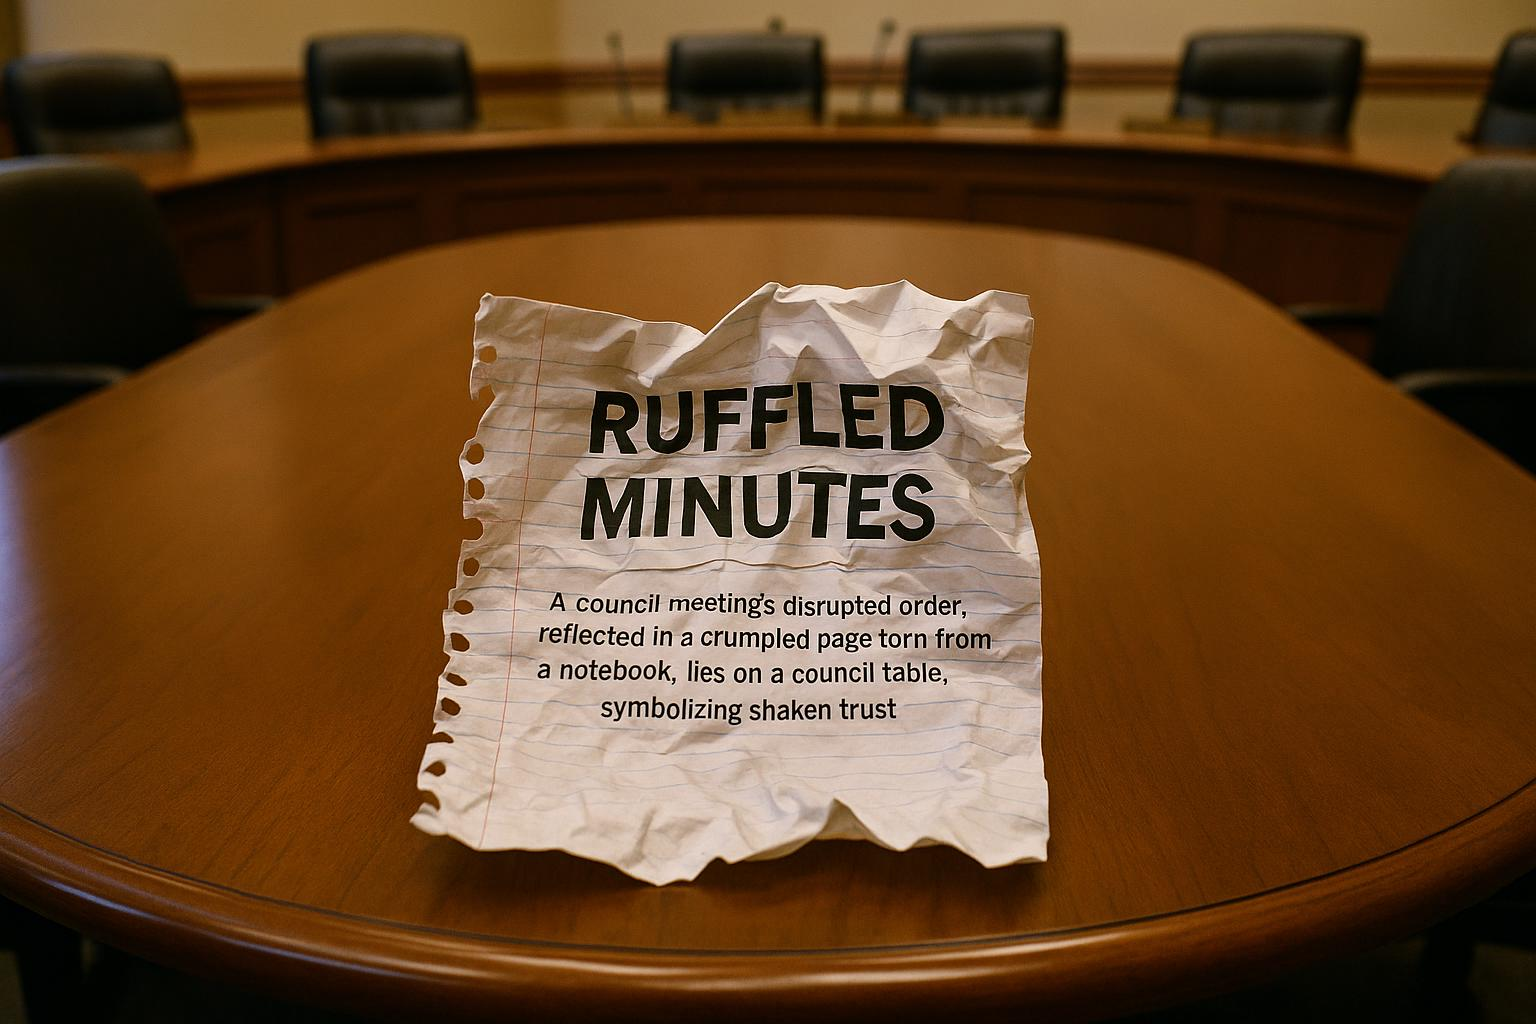 RUFFLED
MINUTES
A council meeting's disrupted order,
reflected in a crumpled page torn from
a notebook, lies on a council table,
symbolizing shaken trust